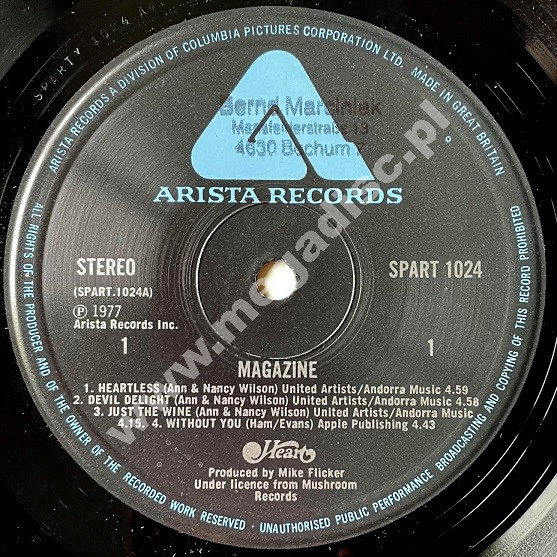 SPARTY 1024 A
ARISTA RECORDS A DIVISION OF COLUMBIA PICTURES CORPORATION LTD. MADE IN GREAT BRITAIN
Bernd Marciniak
13
4630 Bochum 7
ARISTA RECORDS
STEREO
SPART 1024
(SPART.1024A)
Ⓟ 1977
Arista Records Inc.
1
1
MAGAZINE
1. HEARTLESS (Ann & Nancy Wilson) United Artists/Andorra Music 4.59
2. DEVIL DELIGHT (Ann & Nancy Wilson) United Artists/Andorra Music 4.58
3. JUST THE WINE (Ann & Nancy Wilson) United Artists/Andorra Music
4.15. 4. WITHOUT YOU (Ham/Evans) Apple Publishing 4.43
Heart
Produced by Mike Flicker
Under licence from Mushroom
Records
ALL RIGHTS OF THE PRODUCER AND OF THE OWNER OF THE RECORDED WORK RESERVED · UNAUTHORISED PUBLIC PERFORMANCE, BROADCASTING AND COPYING OF THIS RECORD PROHIBITED
www.megadisc.pl